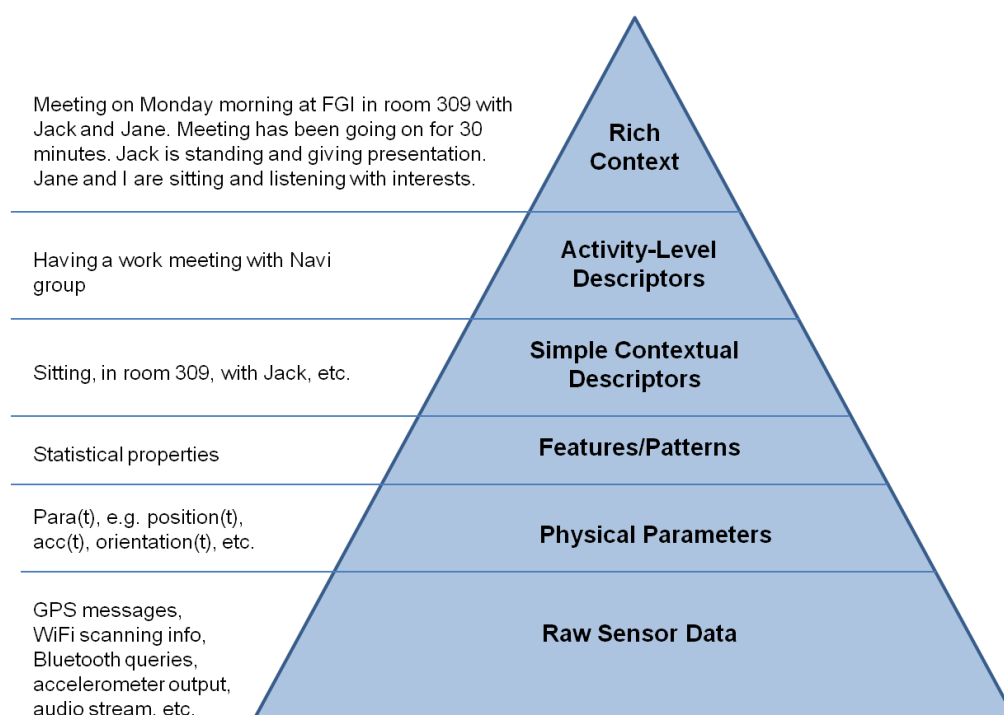 Meeting on Monday morning at FGI in room 309 with
Jack and Jane. Meeting has been going on for 30
minutes. Jack is standing and giving presentation.
Jane and I are sitting and listening with interests.
Rich
Context
Having a work meeting with Navi
group
Activity-Level
Descriptors
Sitting, in room 309, with Jack, etc.
Simple Contextual
Descriptors
Statistical properties
Features/Patterns
Para(t), e.g. position(t),
acc(t), orientation(t), etc.
Physical Parameters
GPS messages,
WiFi scanning info,
Bluetooth queries,
accelerometer output,
audio stream, etc.
Raw Sensor Data